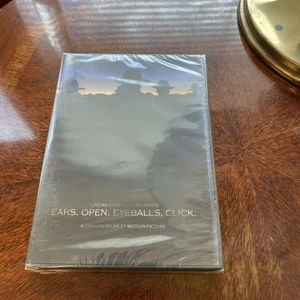 PRESENTS
EARS, OPEN. EYEBALLS, CLICK.
A CANAAN BRUMLEY MOTION PICTURE